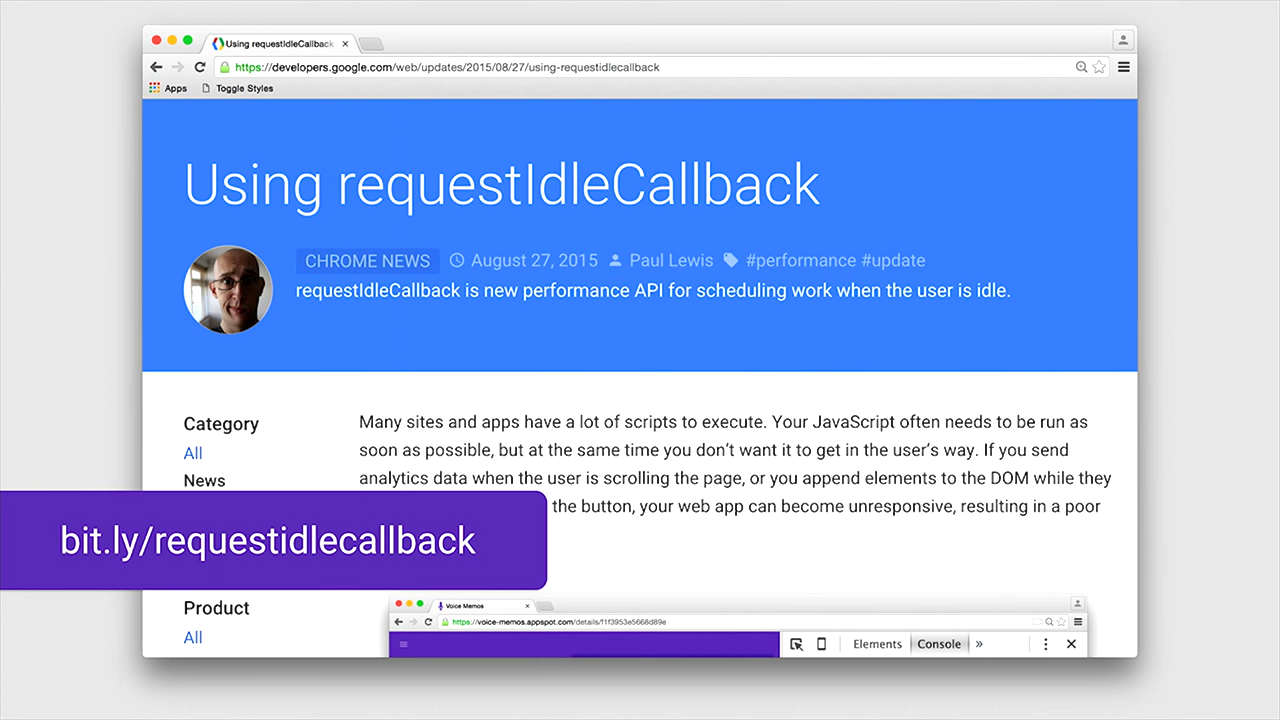 Using requestIdleCallback
https://developers.google.com/web/updates/2015/08/27/using-requestidlecallback
Apps Toggle Styles
Using requestIdleCallback
CHROME NEWS August 27, 2015 Paul Lewis #performance #update
requestIdleCallback is new performance API for scheduling work when the user is idle.
Category
All
News
Many sites and apps have a lot of scripts to execute. Your JavaScript often needs to be run as
soon as possible, but at the same time you don’t want it to get in the user’s way. If you send
analytics data when the user is scrolling the page, or you append elements to the DOM while they
the button, your web app can become unresponsive, resulting in a poor
bit.ly/requestidlecallback
Product
All
Voice Memos
https://voice-memos.appspot.com/details/f1f3953e5668d89e
Elements Console »